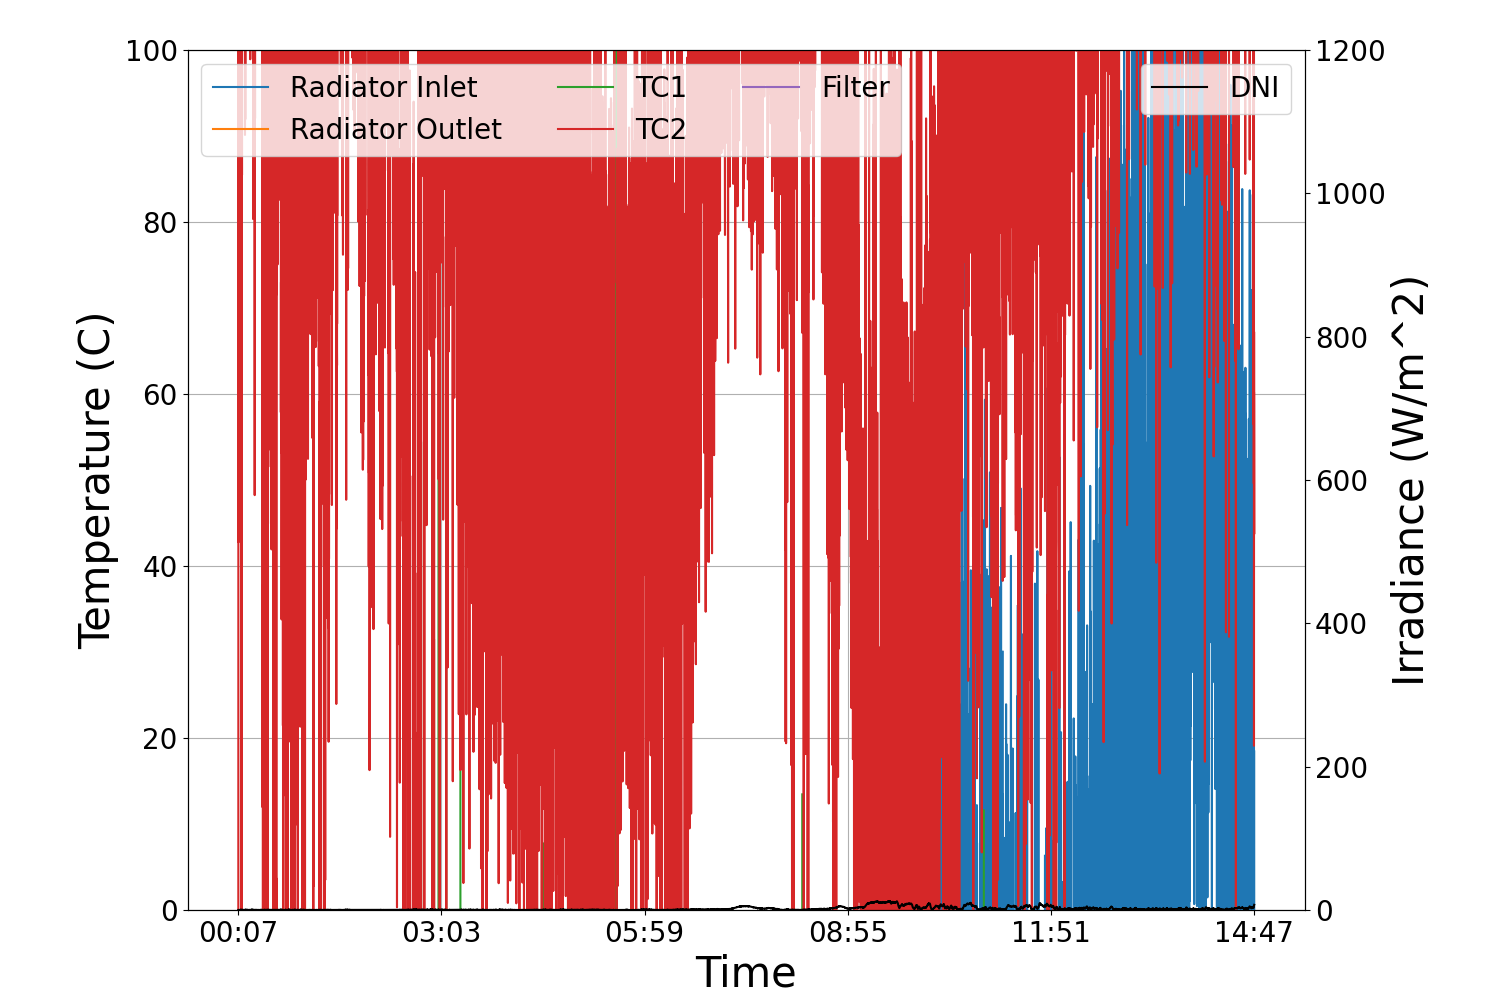 100
80
60
40
20
0
Temperature (C)
Radiator Inlet
Radiator Outlet
TC1
TC2
Filter
DNI
1200
1000
800
600
400
200
0
Irradiance (W/m^2)
00:07 03:03 05:59 08:55 11:51 14:47
Time